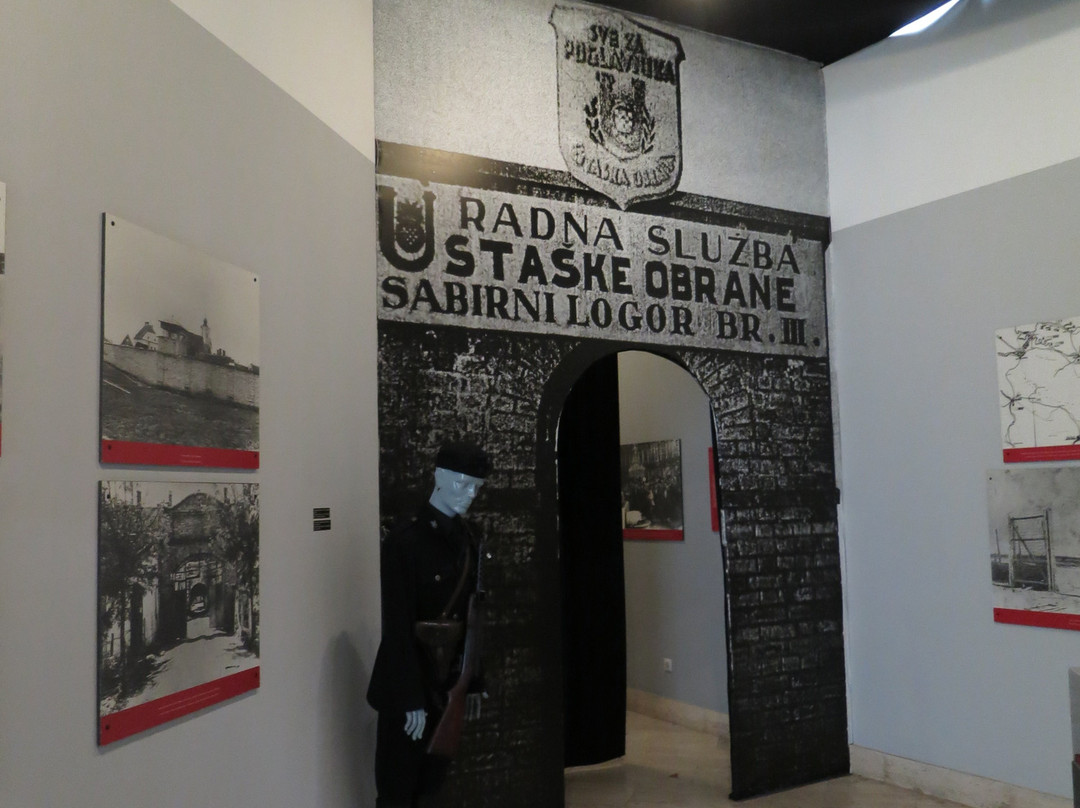 SVE ZA
POGLAVNIKA
U
RADNA SLUŽBA
USTAŠKE OBRANE
SABIRNI LOGOR BR. III.